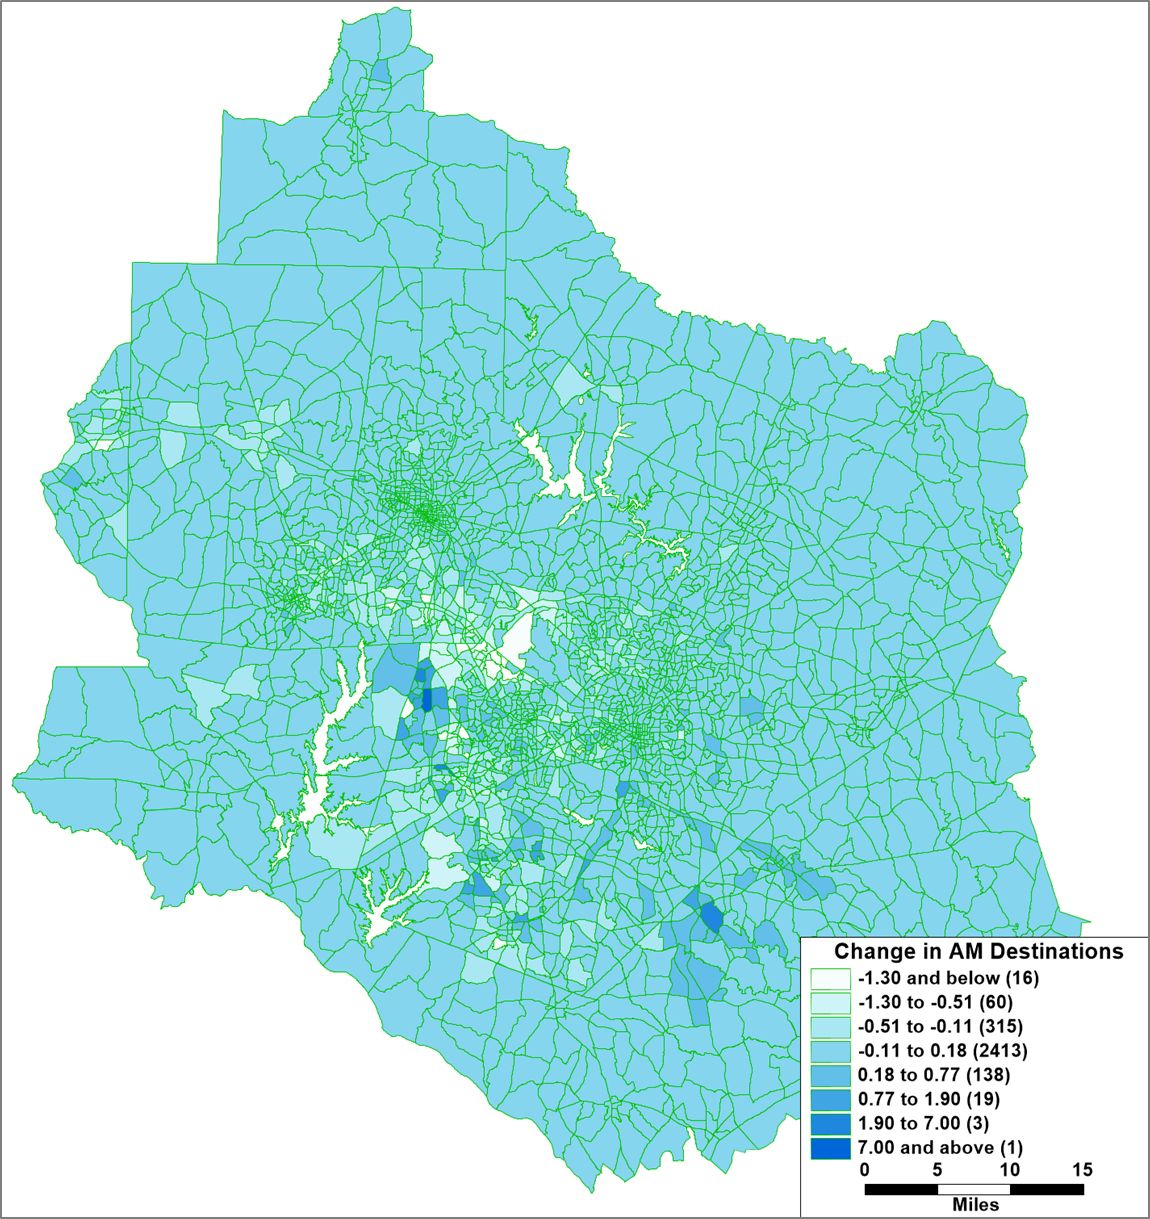 Change in AM Destinations
-1.30 and below (16)
-1.30 to -0.51 (60)
-0.51 to -0.11 (315)
-0.11 to 0.18 (2413)
0.18 to 0.77 (138)
0.77 to 1.90 (19)
1.90 to 7.00 (3)
7.00 and above (1)
0 5 10 15
Miles